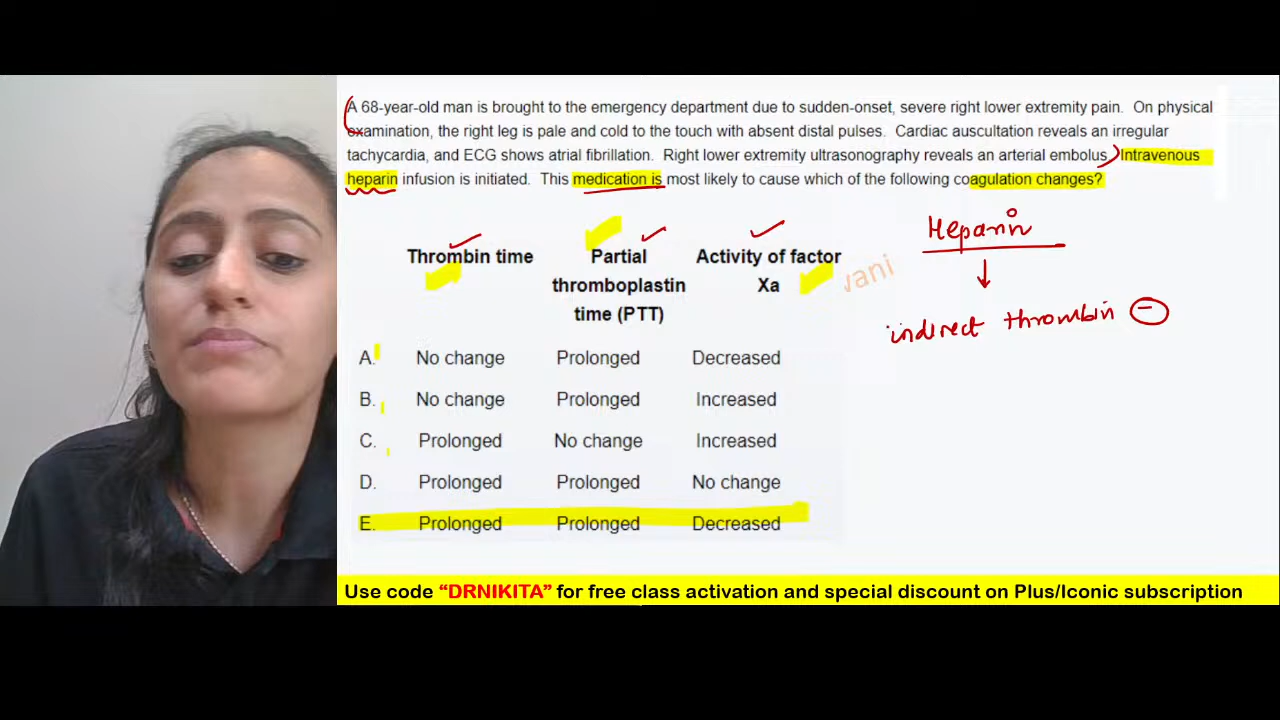 A 68-year-old man is brought to the emergency department due to sudden-onset, severe right lower extremity pain. On physical
examination, the right leg is pale and cold to the touch with absent distal pulses. Cardiac auscultation reveals an irregular
tachycardia, and ECG shows atrial fibrillation. Right lower extremity ultrasonography reveals an arterial embolus. Intravenous
heparin infusion is initiated. This medication is most likely to cause which of the following coagulation changes?
Heparin
Thrombin time Partial thromboplastin time (PTT) Activity of factor Xa
vani
indirect thrombin ⊖
A. No change Prolonged Decreased
B. No change Prolonged Increased
C. Prolonged No change Increased
D. Prolonged Prolonged No change
E. Prolonged Prolonged Decreased
Use code “DRNIKITA” for free class activation and special discount on Plus/Iconic subscription